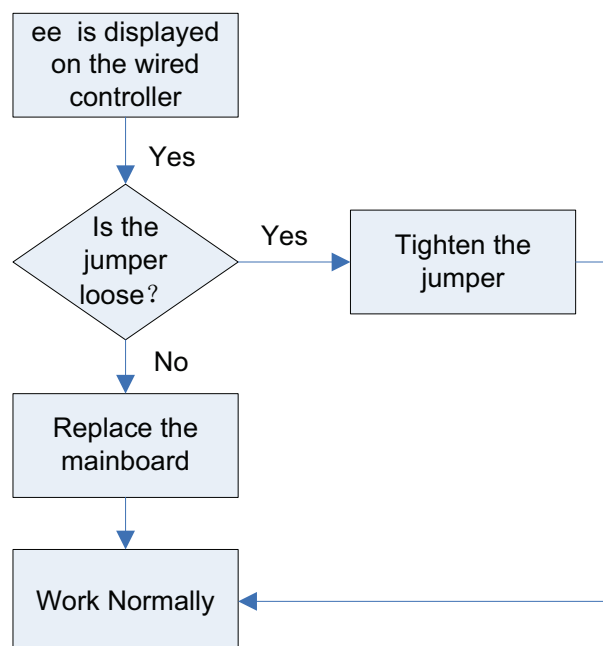 ee is displayed
on the wired
controller
Yes
Is the
jumper
loose？
Yes
Tighten the
jumper
No
Replace the
mainboard
Work Normally